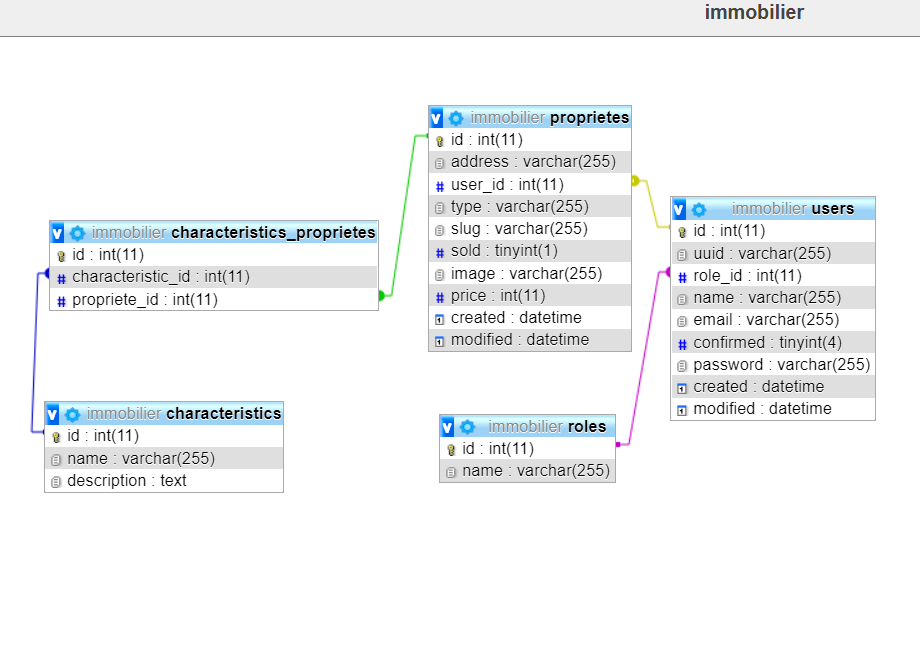 immobilier
v immobilier proprietes
id : int(11)
address : varchar(255)
# user_id : int(11)
type : varchar(255)
slug : varchar(255)
# sold : tinyint(1)
image : varchar(255)
# price : int(11)
created : datetime
modified : datetime
v immobilier users
id : int(11)
uuid : varchar(255)
# role_id : int(11)
name : varchar(255)
email : varchar(255)
# confirmed : tinyint(4)
password : varchar(255)
created : datetime
modified : datetime
v immobilier characteristics_proprietes
id : int(11)
# characteristic_id : int(11)
# propriete_id : int(11)
v immobilier characteristics
id : int(11)
name : varchar(255)
description : text
v immobilier roles
id : int(11)
name : varchar(255)